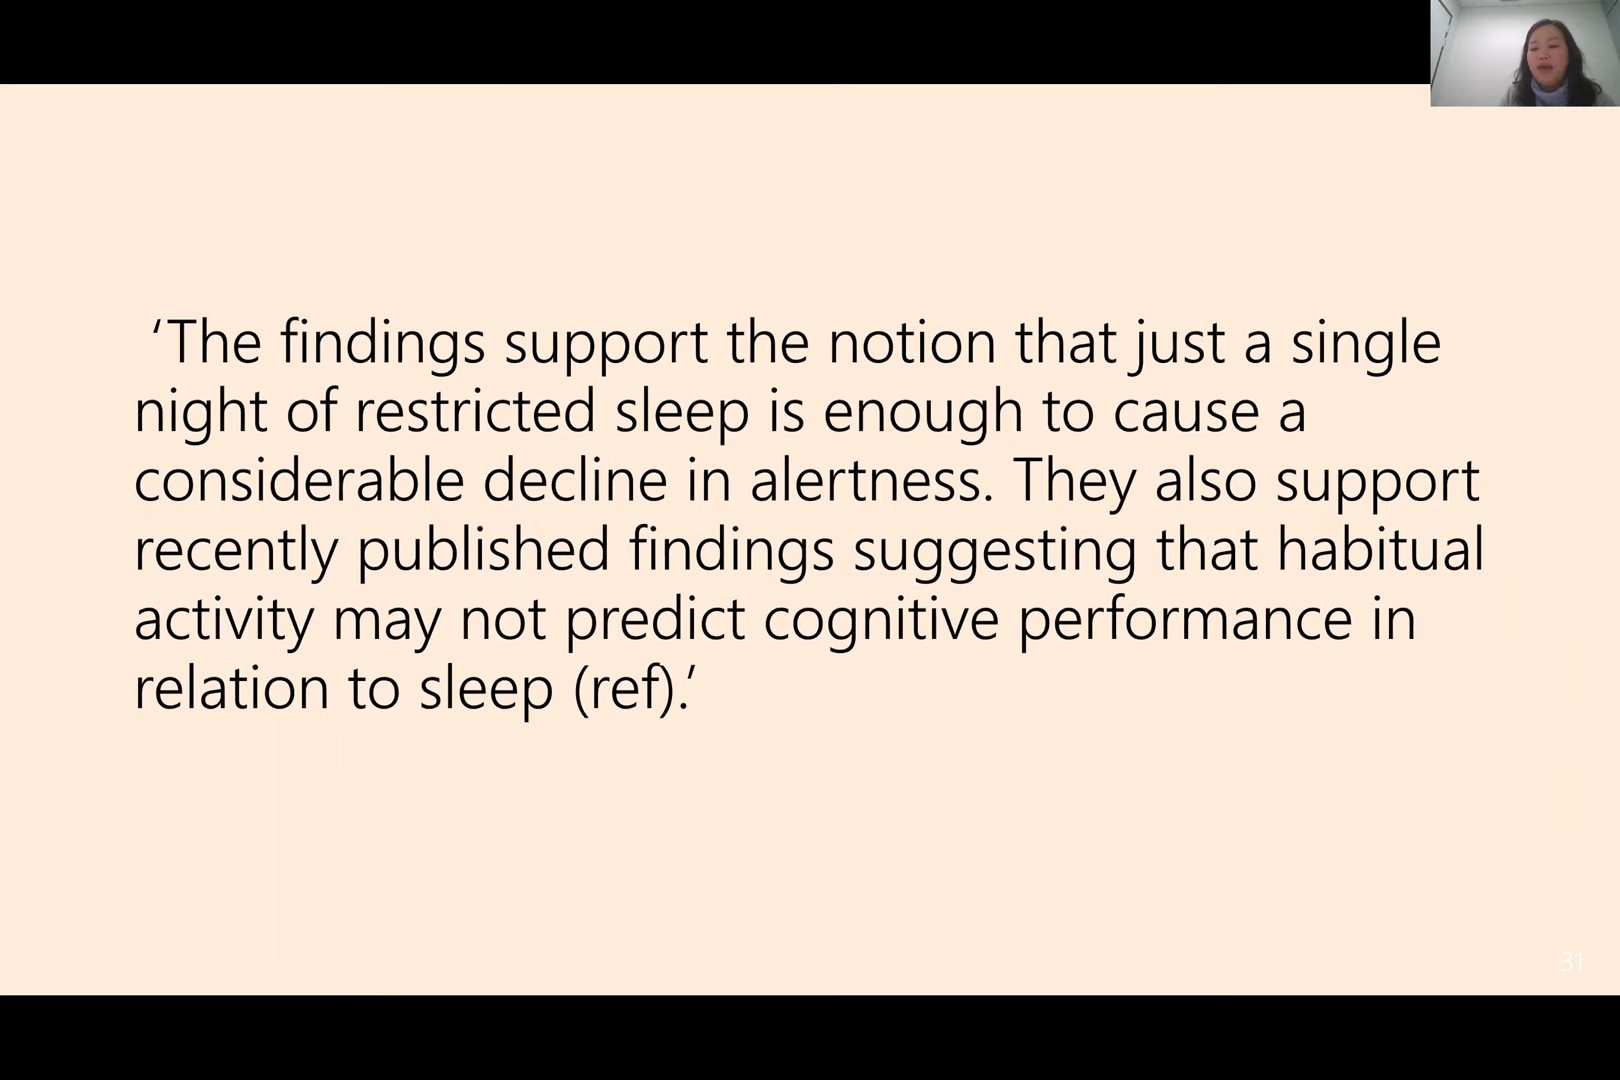 ‘The findings support the notion that just a single
night of restricted sleep is enough to cause a
considerable decline in alertness. They also support
recently published findings suggesting that habitual
activity may not predict cognitive performance in
relation to sleep (ref).’
31